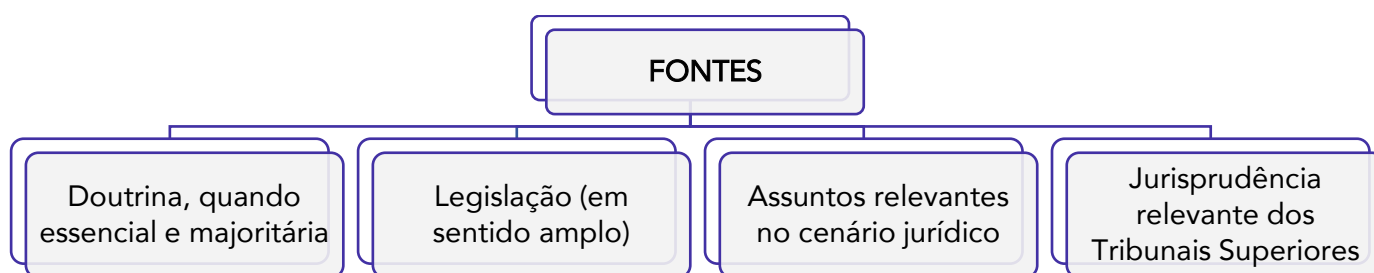 FONTES
Doutrina, quando
essencial e majoritária
Legislação (em
sentido amplo)
Assuntos relevantes
no cenário jurídico
Jurisprudência
relevante dos
Tribunais Superiores